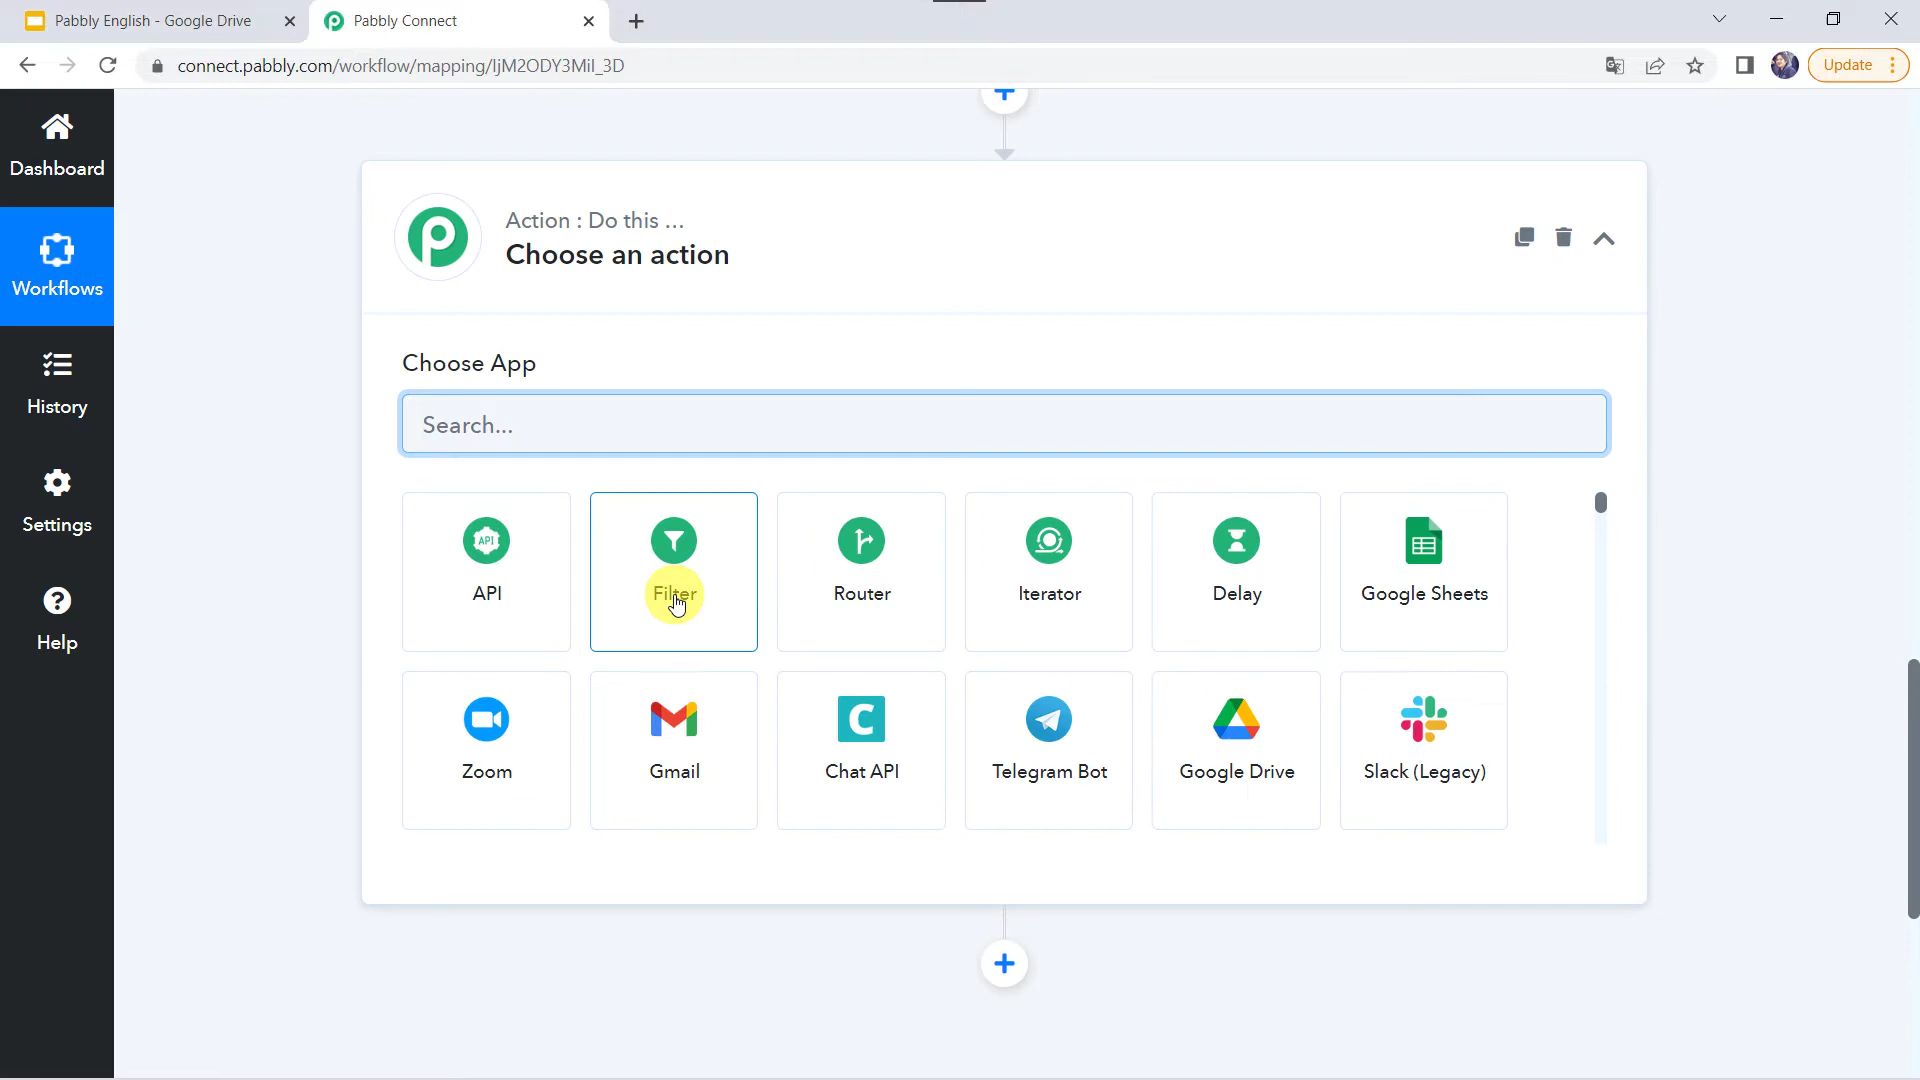 Pabbly English - Google Drive
Pabbly Connect
connect.pabbly.com/workflow/mapping/IjM2ODY3MiI_3D
Update
Dashboard
Workflows
History
Settings
Help
Action : Do this ...
Choose an action
Choose App
Search...
API
API
Filter
Router
Iterator
Delay
Google Sheets
Zoom
Gmail
C
Chat API
Telegram Bot
Google Drive
Slack (Legacy)